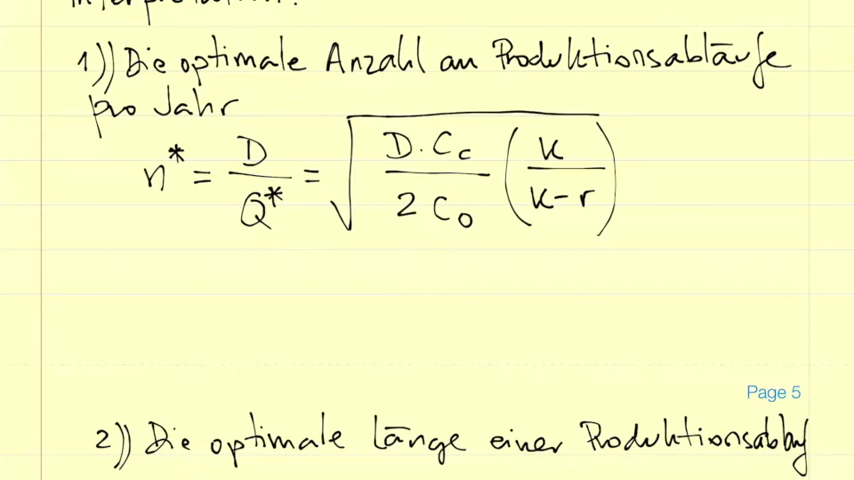 Interpretation:
1)) Die optimale Anzahl an Produktionsabläufe
pro Jahr
n* = D / Q* = √( D · Cc / 2 C0 ( k / k - r ) )
Page 5
2)) Die optimale länge einer Produktionsablauf